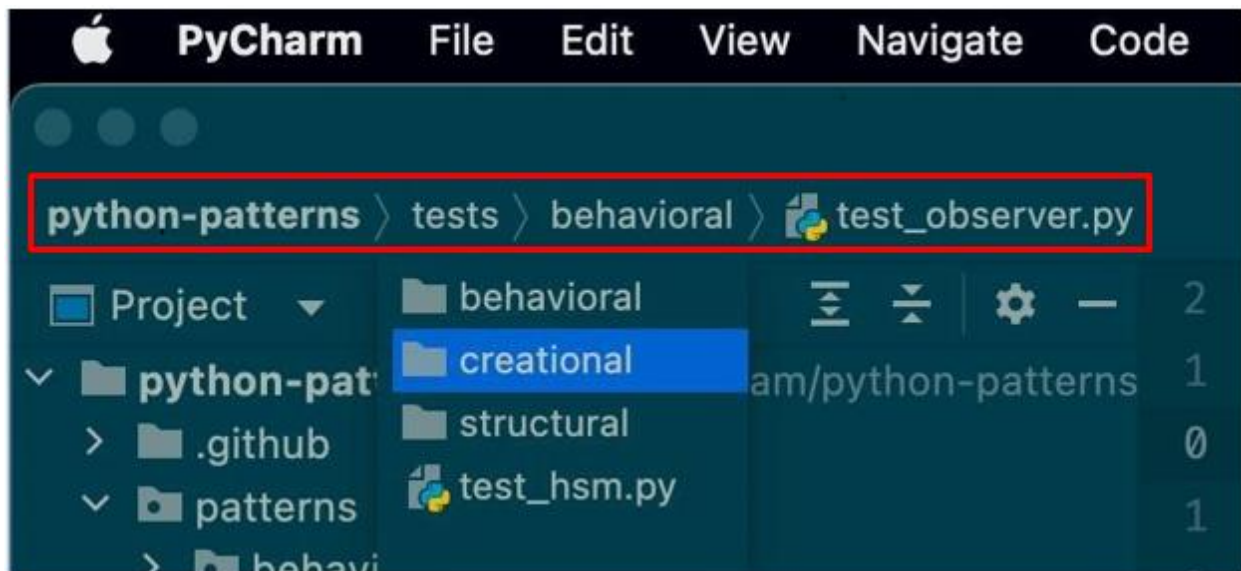 PyCharm File Edit View Navigate Code
python-patterns tests behavioral test_observer.py
Project behavioral 2
python-pat creational am/python-patterns 1
.github structural 0
patterns test_hsm.py 1
behavi